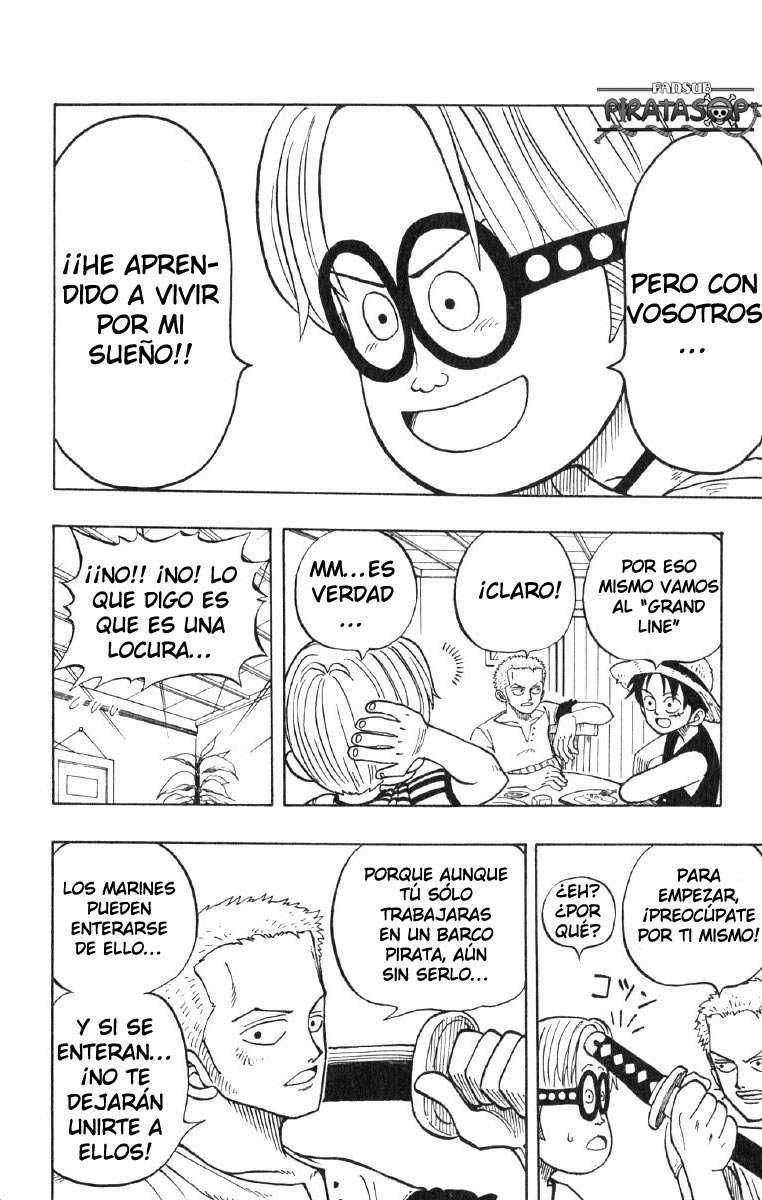 FANSUB
PIRATASOP
PERO CON
VOSOTROS
...
¡¡HE APREN-
DIDO A VIVIR
POR MI
SUEÑO!!
POR ESO
MISMO VAMOS
AL "GRAND
LINE"
¡CLARO!
MM...ES
VERDAD
...
¡¡NO!! ¡NO! LO
QUE DIGO ES
QUE ES UNA
LOCURA...
PARA
EMPEZAR,
¡PREOCÚPATE
POR TI MISMO!
¿EH?
¿POR
QUÉ?
コツ
PORQUE AUNQUE
TÚ SÓLO
TRABAJARAS
EN UN BARCO
PIRATA, AÚN
SIN SERLO...
LOS MARINES
PUEDEN
ENTERARSE
DE ELLO...
Y SI SE
ENTERAN...
¡NO TE
DEJARÁN
UNIRTE A
ELLOS!